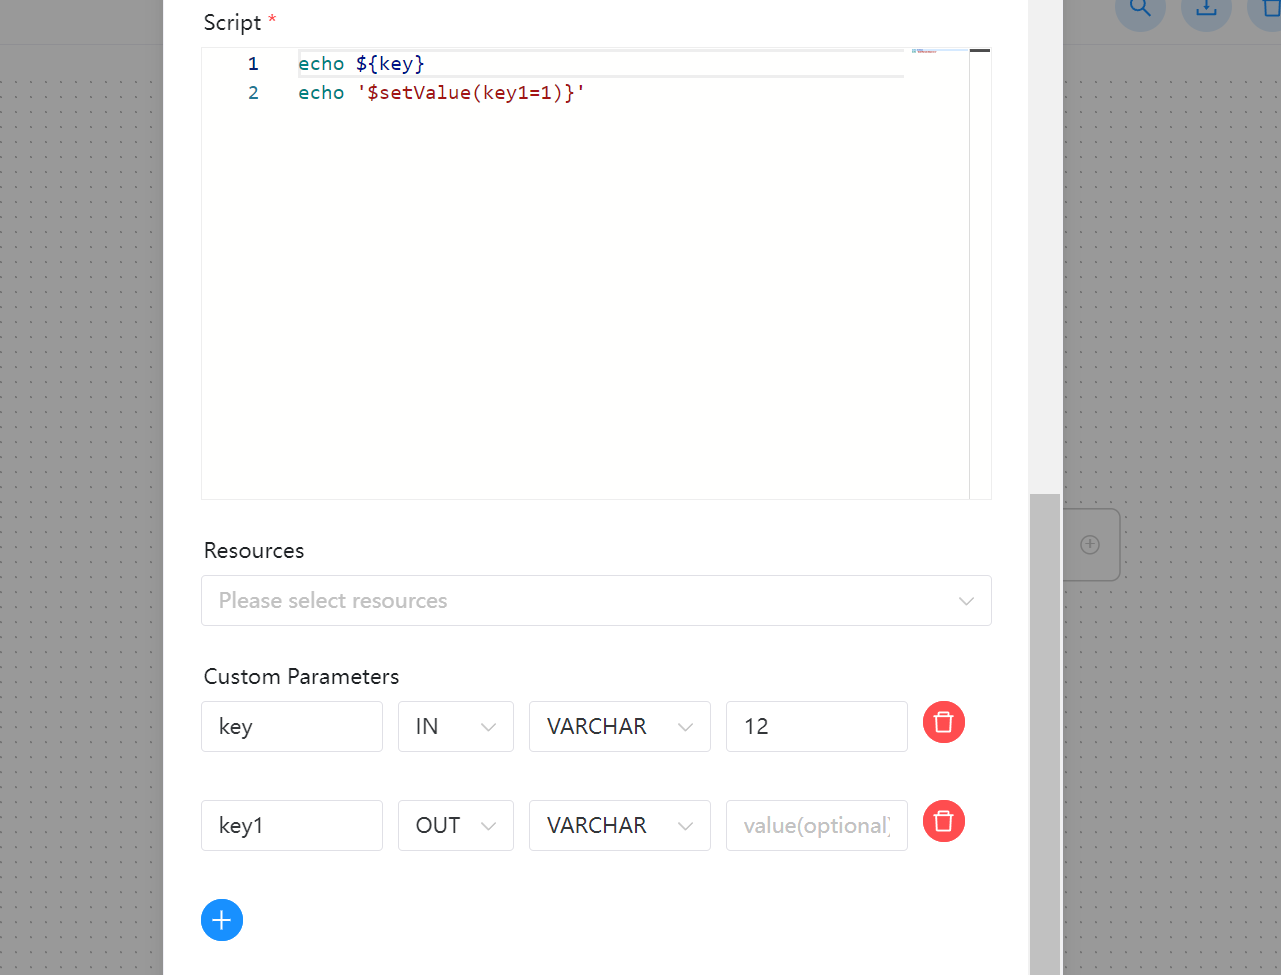 Script *
1 echo ${key}
2 echo '$setValue(key1=1)}'
Resources
Please select resources
Custom Parameters
key IN VARCHAR 12
key1 OUT VARCHAR value(optional)